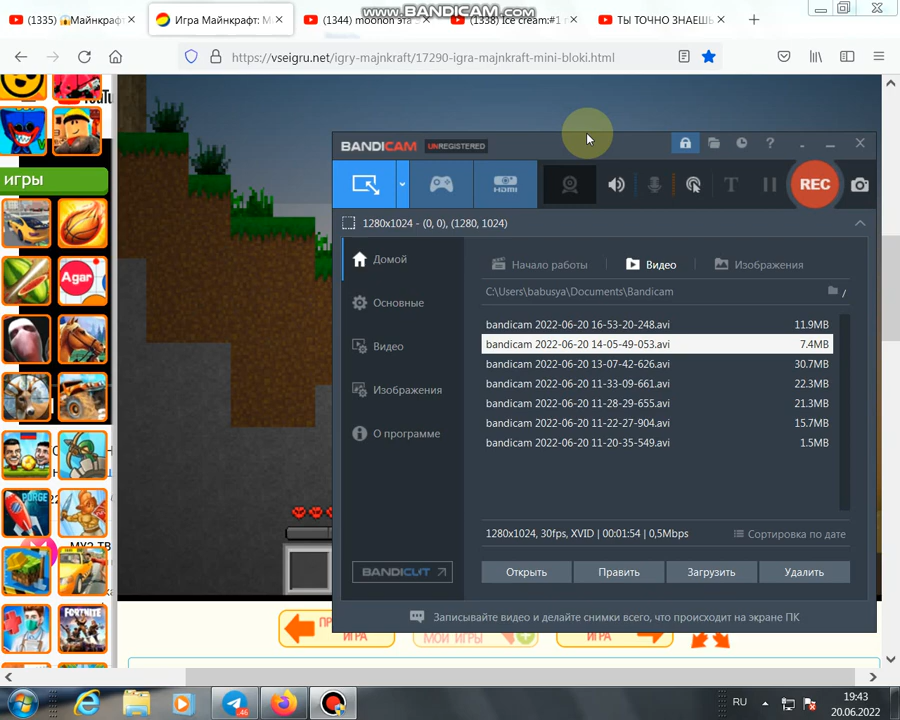 www.BANDICAM.com
(1335) Майнкрафт:
Игра Майнкрафт: М
(1344) moonon эта
(1338) Ice cream:#1
ТЫ ТОЧНО ЗНАЕШЬ
https://vseigru.net/igry-majnkraft/17290-igra-majnkraft-mini-bloki.html
игры
Agar
PURGE
FORTNITE
BANDICAM UNREGISTERED
HDMI
REC
1280x1024 - (0, 0), (1280, 1024)
Домой
Основные
Видео
Изображения
О программе
BANDICUT
Начало работы
Видео
Изображения
C:\Users\babusya\Documents\Bandicam
/
bandicam 2022-06-20 16-53-20-248.avi 11.9MB
bandicam 2022-06-20 14-05-49-053.avi 7.4MB
bandicam 2022-06-20 13-07-42-626.avi 30.7MB
bandicam 2022-06-20 11-33-09-661.avi 22.3MB
bandicam 2022-06-20 11-28-29-655.avi 21.3MB
bandicam 2022-06-20 11-22-27-904.avi 15.7MB
bandicam 2022-06-20 11-20-35-549.avi 1.5MB
1280x1024, 30fps, XVID | 00:01:54 | 0,5Mbps
Сортировка по дате
Открыть
Править
Загрузить
Удалить
Записывайте видео и делайте снимки всего, что происходит на экране ПК
ИГРА
МОИ ИГРЫ
ИГРА
46
RU
19:43
20.06.2022